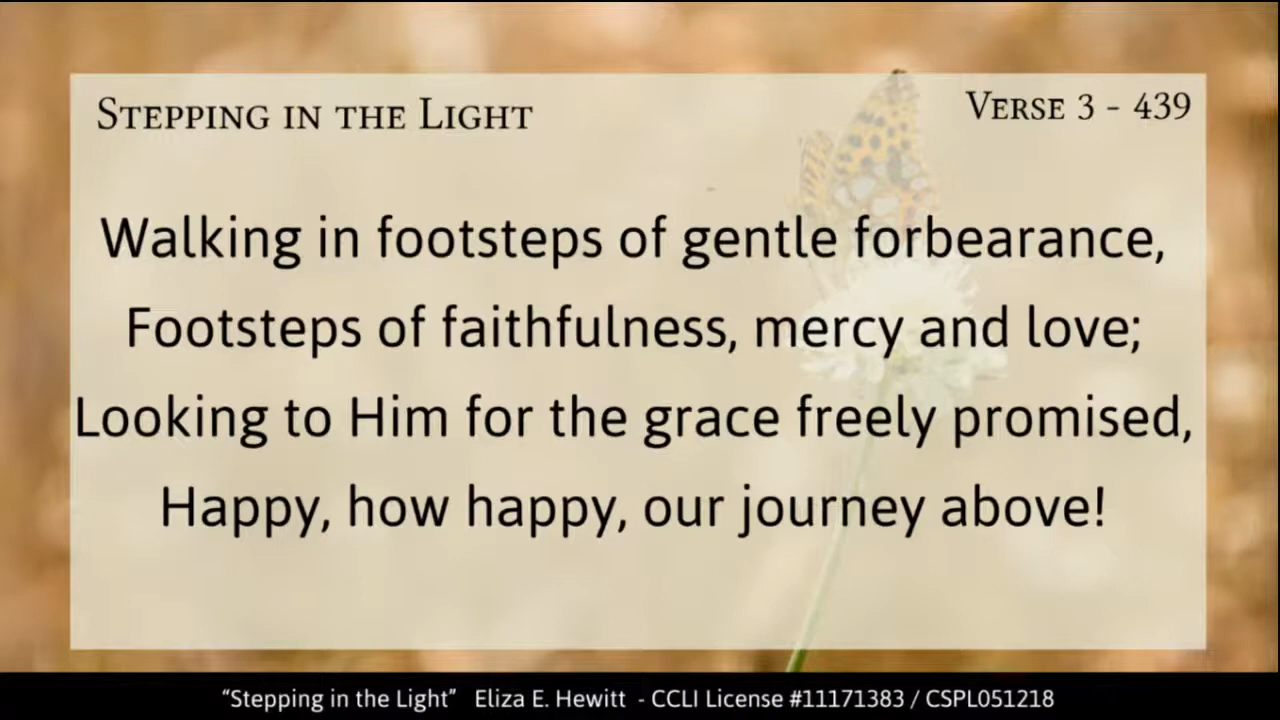 Stepping in the Light
Verse 3 - 439
Walking in footsteps of gentle forbearance,
Footsteps of faithfulness, mercy and love;
Looking to Him for the grace freely promised,
Happy, how happy, our journey above!
“Stepping in the Light” Eliza E. Hewitt - CCLI License #11171383 / CSPL051218